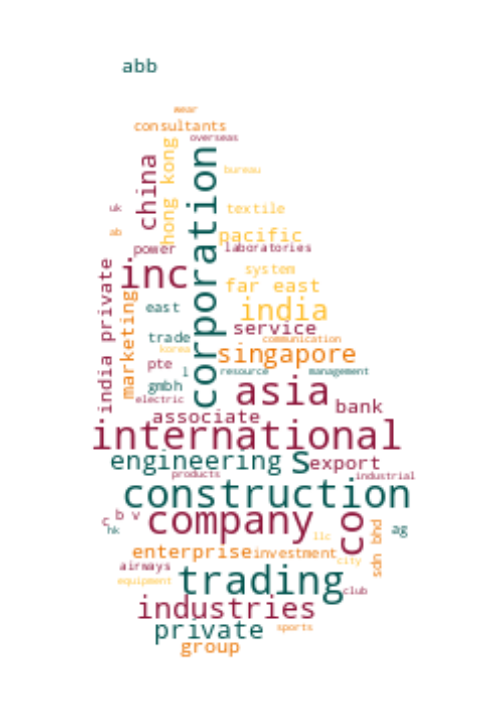 abb
wear
consultants
overseas
china
hong kong
corporation
bureau
uk
textile
ab
pacific
power
laboratories
inc
system
far east
india private
marketing
east
india
service
trade
communication
korea
singapore
pte
l
resource
management
gmbh
asia
electric
bank
associate
international
engineering
s
export
products
industrial
construction
c
b
v
company
co
hk
llc
sdn bhd
ag
enterprise
investment
city
airways
equipment
trading
club
industries
private
sports
group